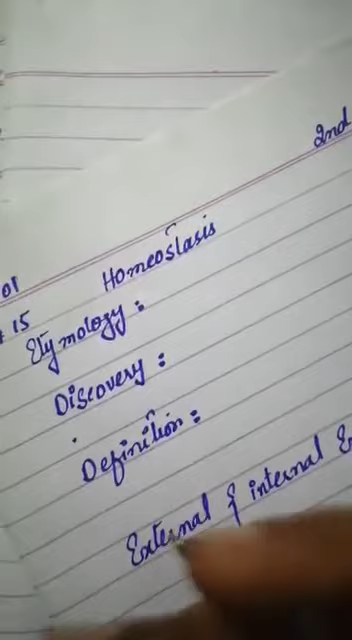 2nd
01
15
Homeostasis
Etymology :
Discovery :
Definition :
External & internal